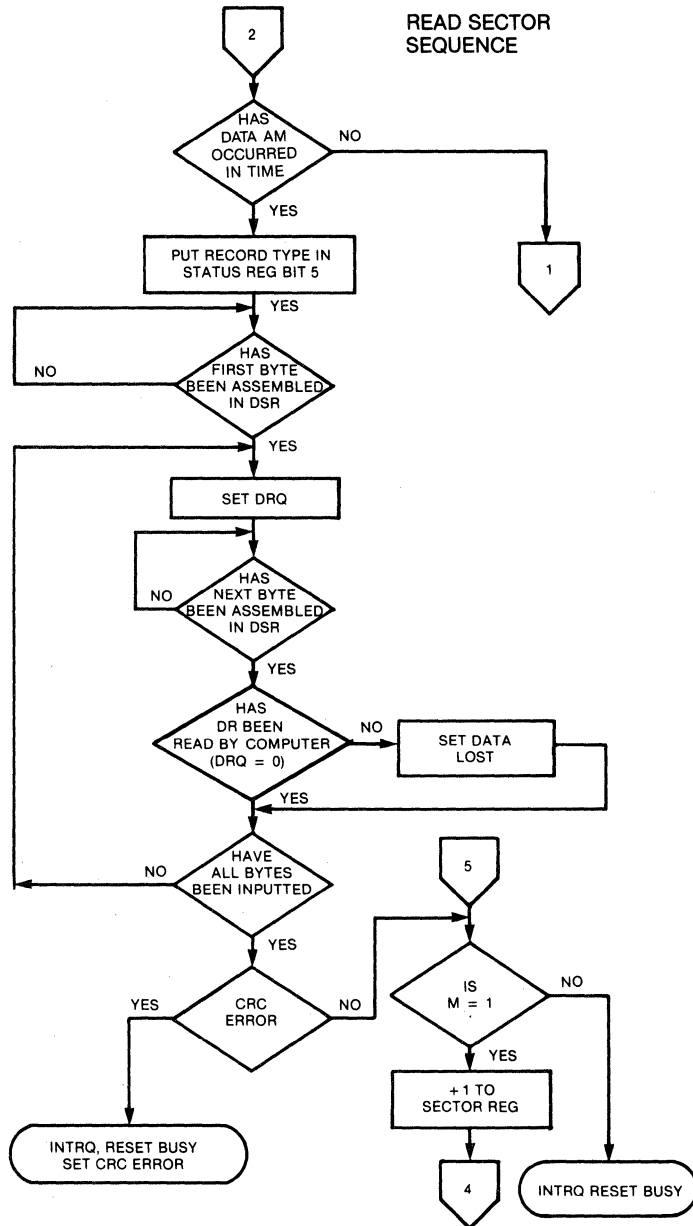 READ SECTOR
SEQUENCE
2
HAS
DATA AM
OCCURRED
IN TIME
NO
YES
1
PUT RECORD TYPE IN
STATUS REG BIT 5
YES
HAS
FIRST BYTE
BEEN ASSEMBLED
IN DSR
NO
YES
SET DRQ
HAS
NEXT BYTE
BEEN ASSEMBLED
IN DSR
NO
YES
HAS
DR BEEN
READ BY COMPUTER
(DRQ = 0)
NO
SET DATA
LOST
YES
HAVE
ALL BYTES
BEEN INPUTTED
NO
YES
5
CRC
ERROR
YES
NO
IS
M = 1
NO
YES
+ 1 TO
SECTOR REG
INTRQ, RESET BUSY
SET CRC ERROR
4
INTRQ RESET BUSY